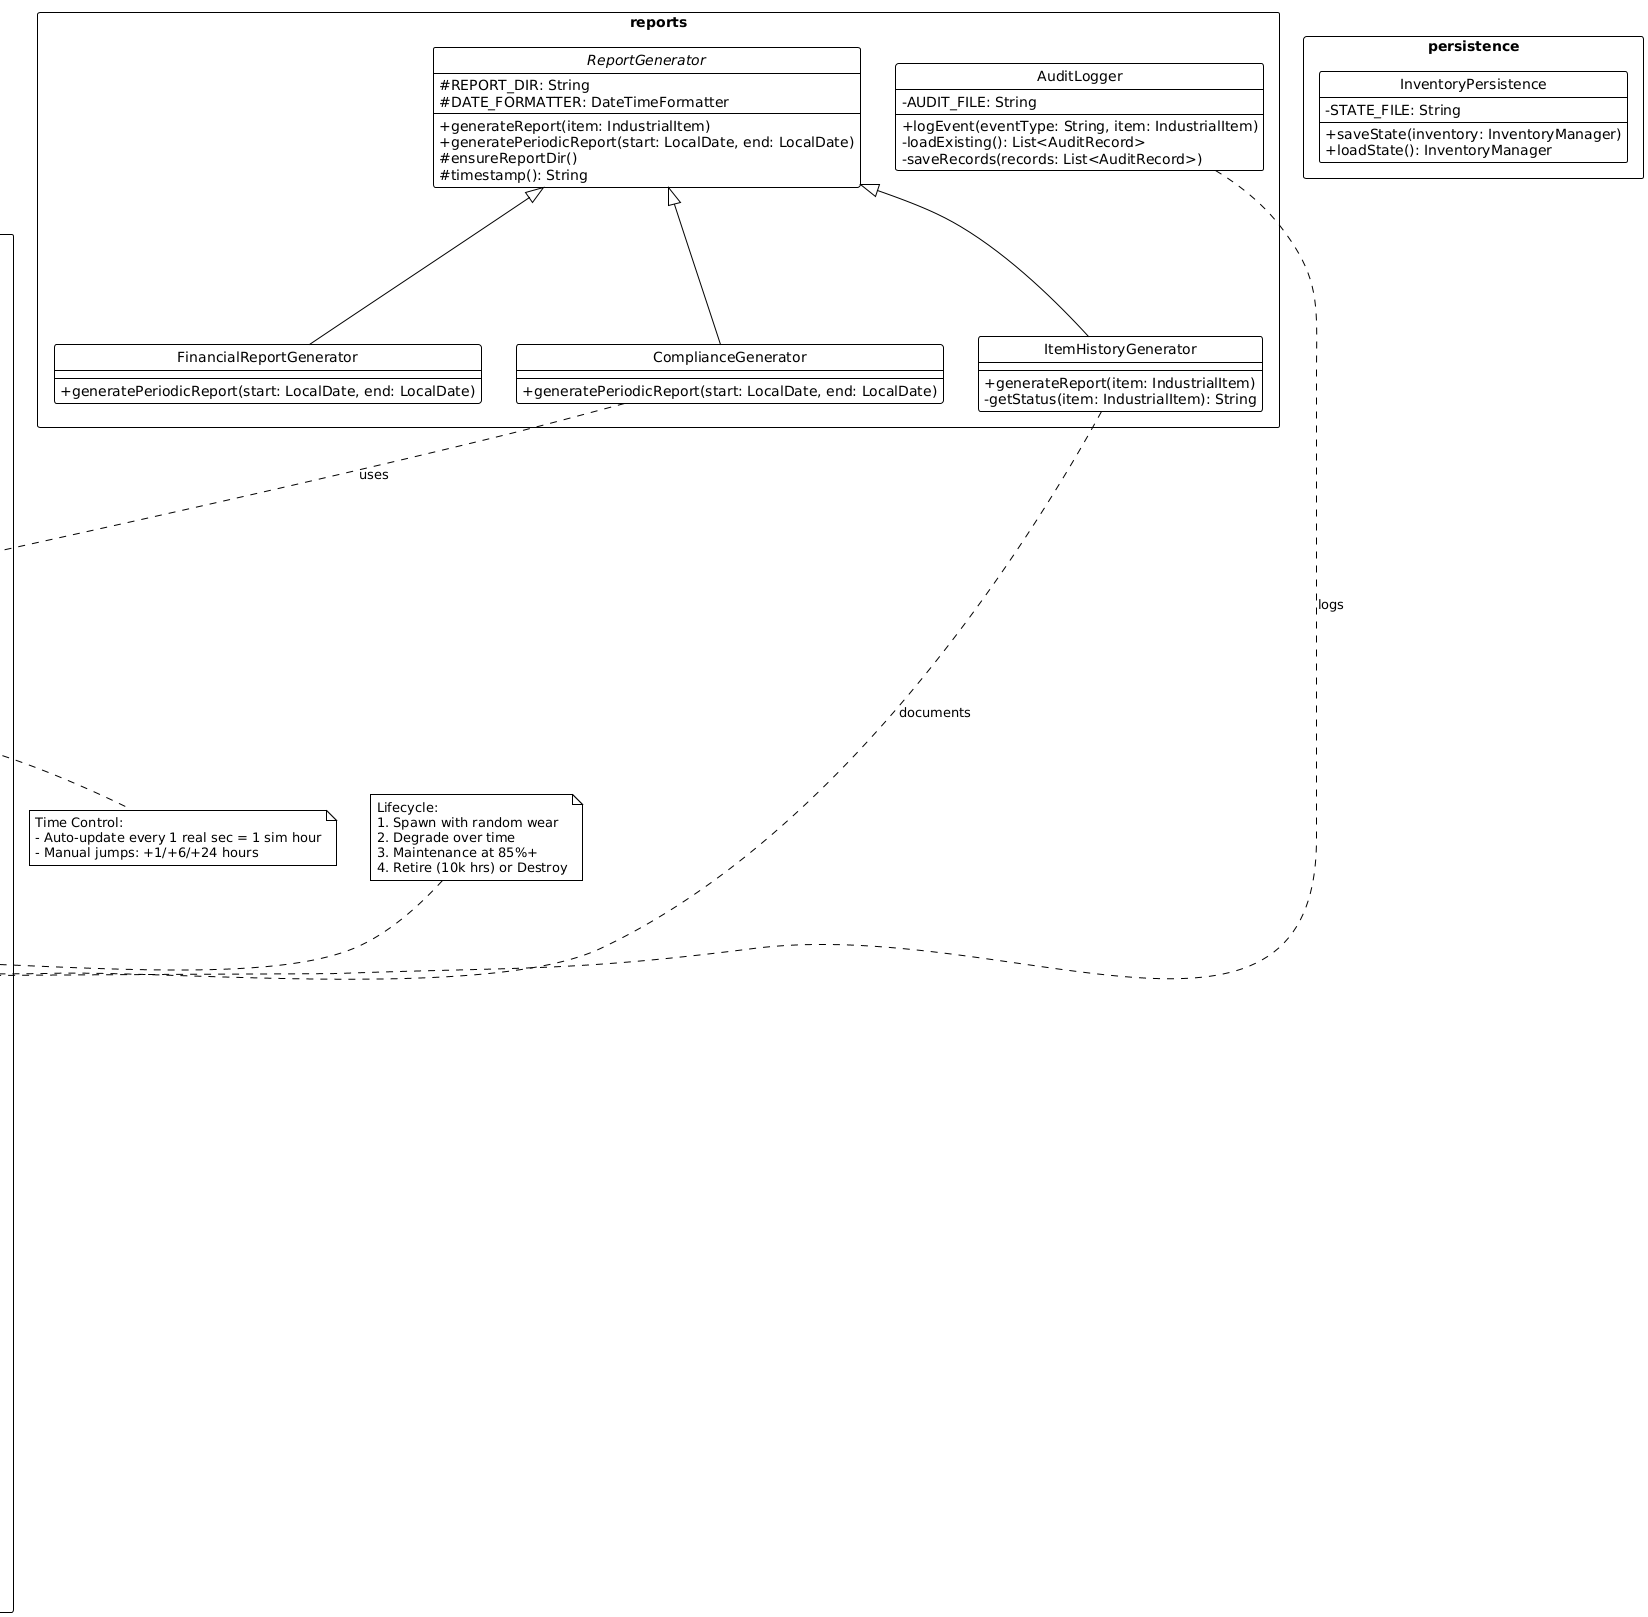 reports
ReportGenerator
#REPORT_DIR: String
#DATE_FORMATTER: DateTimeFormatter
+generateReport(item: IndustrialItem)
+generatePeriodicReport(start: LocalDate, end: LocalDate)
#ensureReportDir()
#timestamp(): String
AuditLogger
-AUDIT_FILE: String
+logEvent(eventType: String, item: IndustrialItem)
-loadExisting(): List<AuditRecord>
-saveRecords(records: List<AuditRecord>)
persistence
InventoryPersistence
-STATE_FILE: String
+saveState(inventory: InventoryManager)
+loadState(): InventoryManager
FinancialReportGenerator
+generatePeriodicReport(start: LocalDate, end: LocalDate)
ComplianceGenerator
+generatePeriodicReport(start: LocalDate, end: LocalDate)
ItemHistoryGenerator
+generateReport(item: IndustrialItem)
-getStatus(item: IndustrialItem): String
uses
logs
documents
Time Control:
- Auto-update every 1 real sec = 1 sim hour
- Manual jumps: +1/+6/+24 hours
Lifecycle:
1. Spawn with random wear
2. Degrade over time
3. Maintenance at 85%+
4. Retire (10k hrs) or Destroy